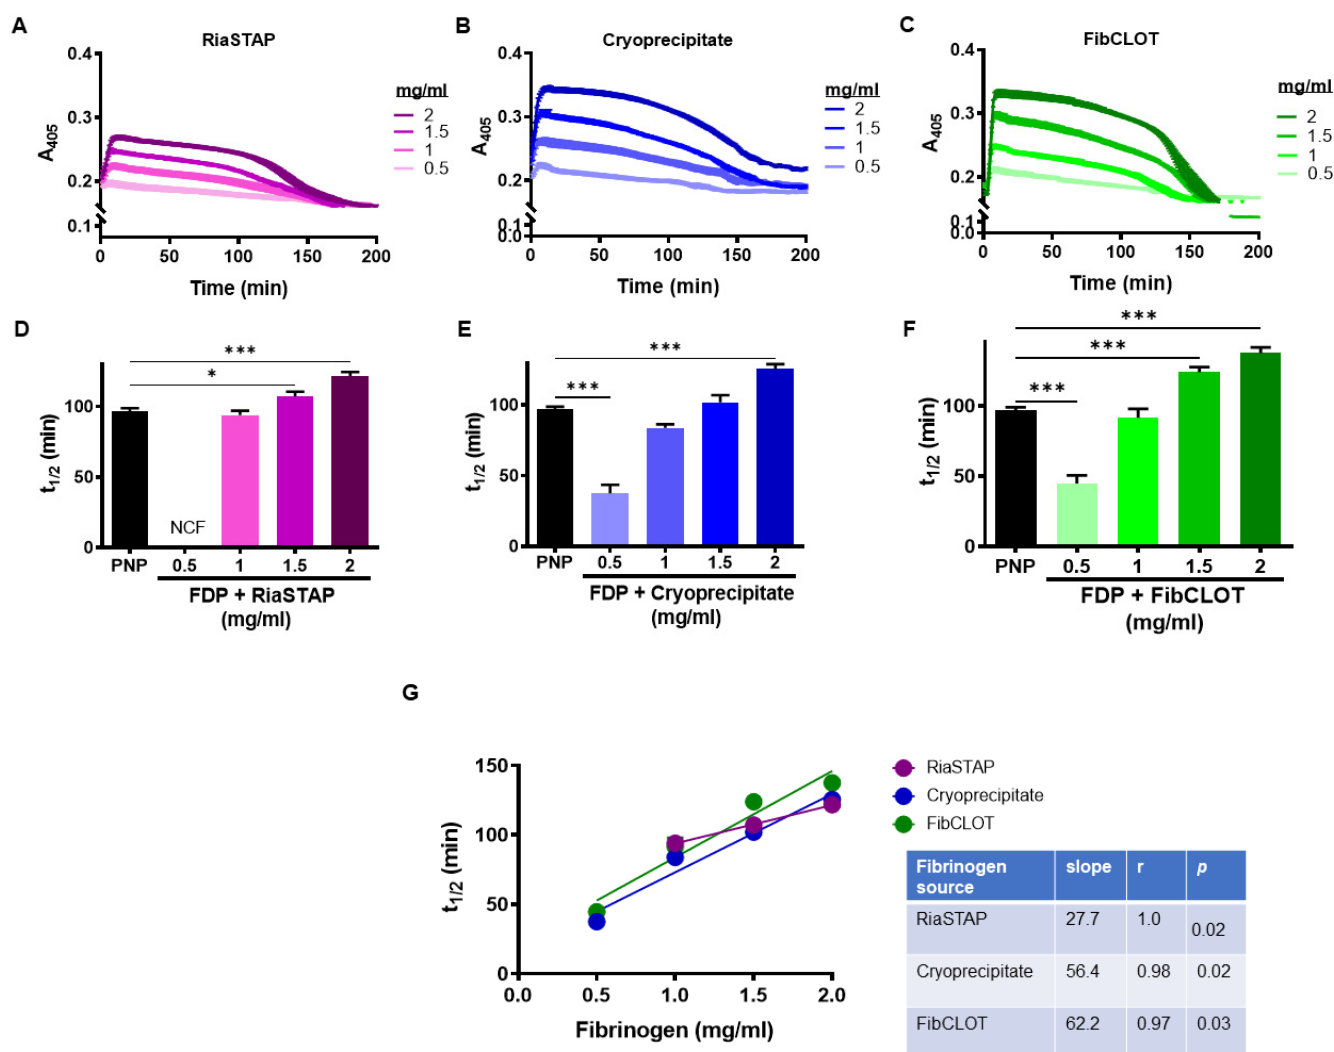 A
RiaSTAP
0.4
0.3
0.2
0.1
A405
0
50
100
150
200
Time (min)
mg/ml
2
1.5
1
0.5
B
Cryoprecipitate
0.4
0.3
0.2
0.1
0.0
A405
0
50
100
150
200
Time (min)
mg/ml
2
1.5
1
0.5
C
FibCLOT
0.4
0.3
0.2
0.1
0.0
A405
0
50
100
150
200
Time (min)
mg/ml
2
1.5
1
0.5
D
***
*
100
50
0
t1/2 (min)
NCF
PNP 0.5 1 1.5 2
FDP + RiaSTAP
(mg/ml)
E
***
***
100
50
0
t1/2 (min)
PNP 0.5 1 1.5 2
FDP + Cryoprecipitate
(mg/ml)
F
***
***
***
100
50
0
t1/2 (min)
PNP 0.5 1 1.5 2
FDP + FibCLOT
(mg/ml)
G
150
100
50
0
t1/2 (min)
0.0 0.5 1.0 1.5 2.0
Fibrinogen (mg/ml)
RiaSTAP
Cryoprecipitate
FibCLOT
Fibrinogen source slope r p
RiaSTAP 27.7 1.0 0.02
Cryoprecipitate 56.4 0.98 0.02
FibCLOT 62.2 0.97 0.03